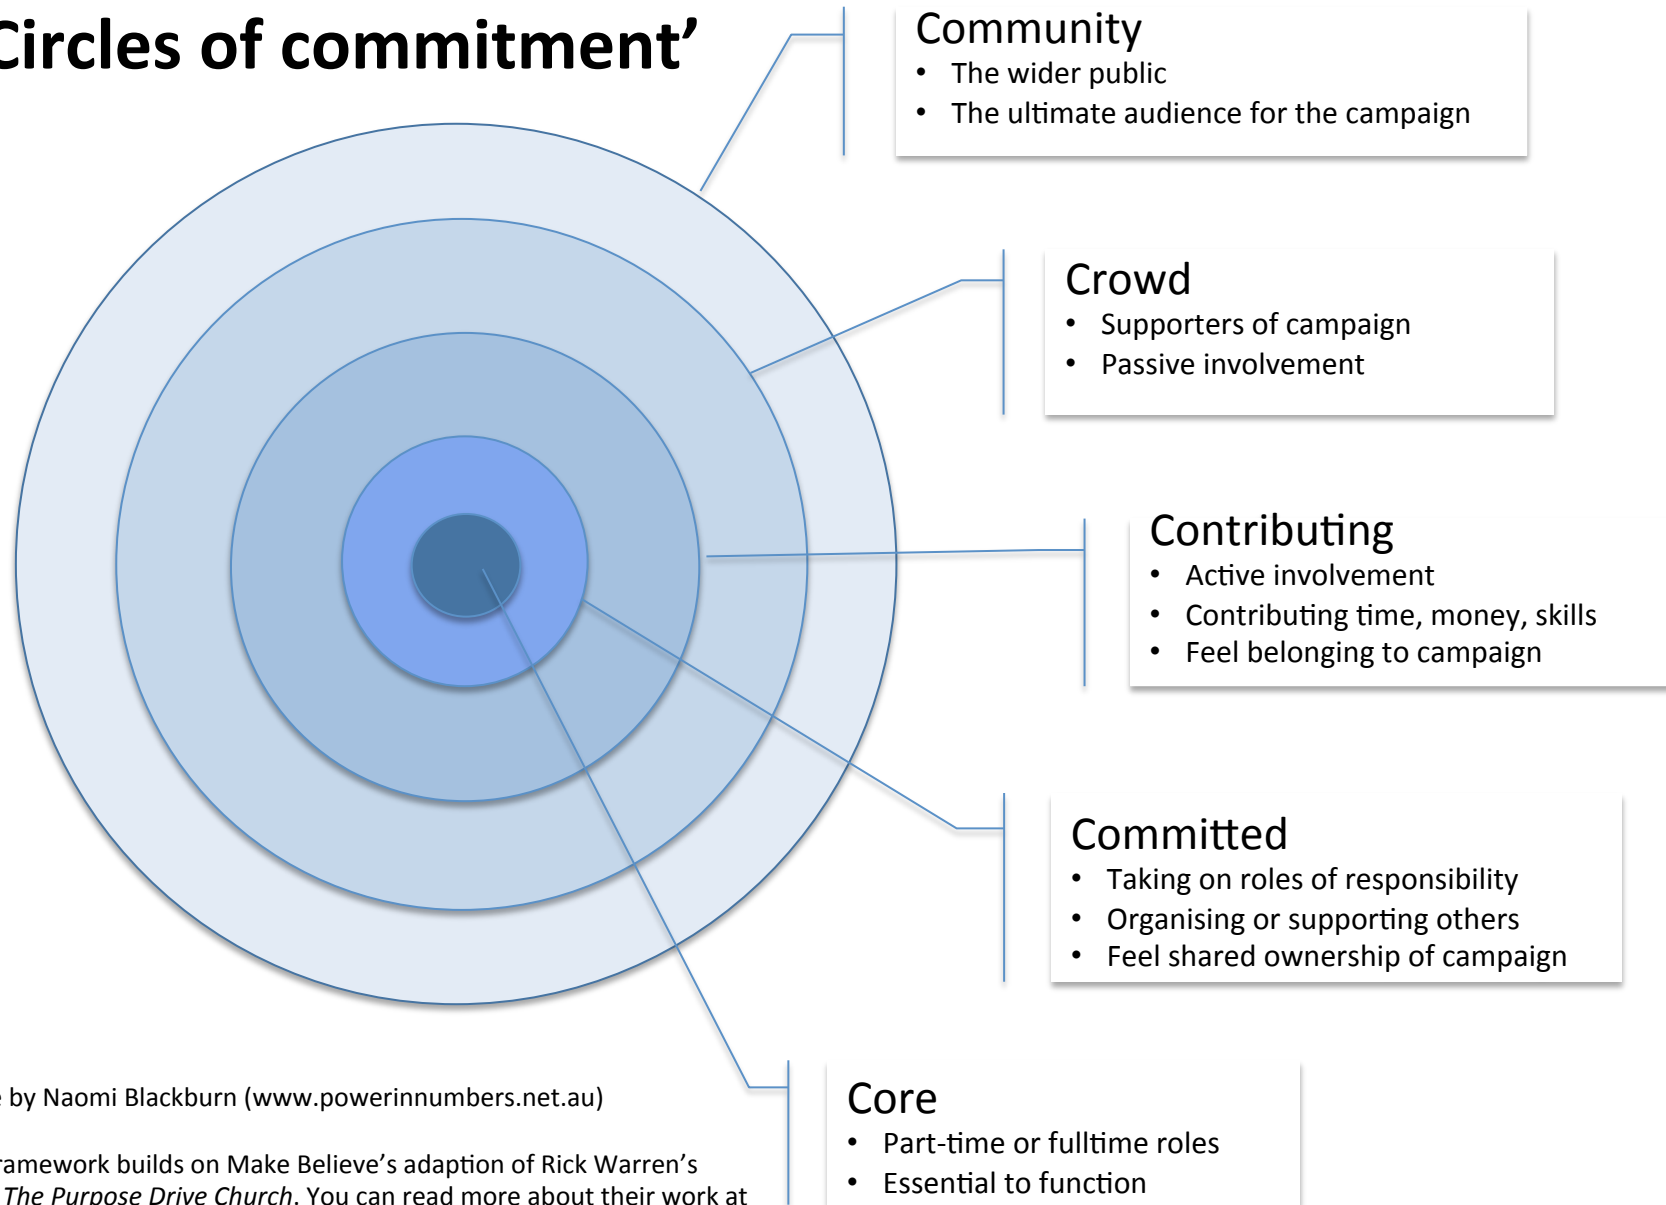 Circles of commitment’
Community
• The wider public
• The ultimate audience for the campaign
Crowd
• Supporters of campaign
• Passive involvement
Contributing
• Active involvement
• Contributing time, money, skills
• Feel belonging to campaign
Committed
• Taking on roles of responsibility
• Organising or supporting others
• Feel shared ownership of campaign
Core
• Part-time or fulltime roles
• Essential to function
by Naomi Blackburn (www.powerinnumbers.net.au)
framework builds on Make Believe’s adaption of Rick Warren’s
The Purpose Drive Church. You can read more about their work at